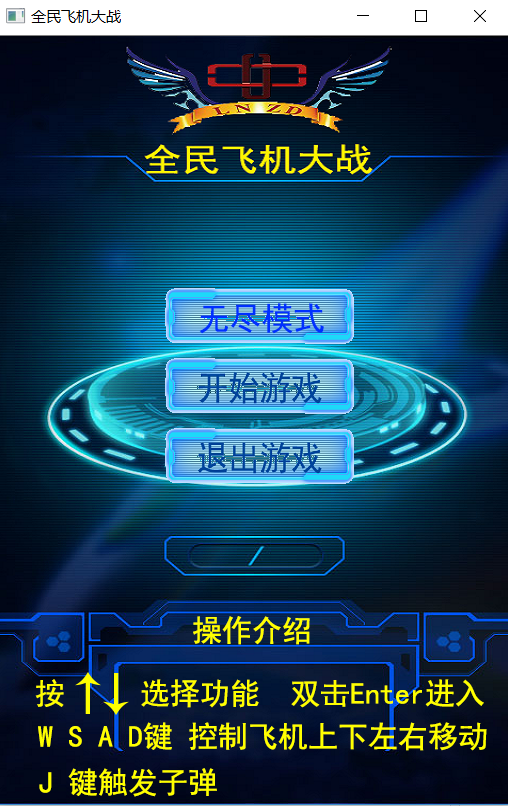 全民飞机大战
LNZD
全民飞机大战
无尽模式
开始游戏
退出游戏
/
操作介绍
按↑↓ 选择功能 双击Enter进入
W S A D键 控制飞机上下左右移动
J 键触发子弹